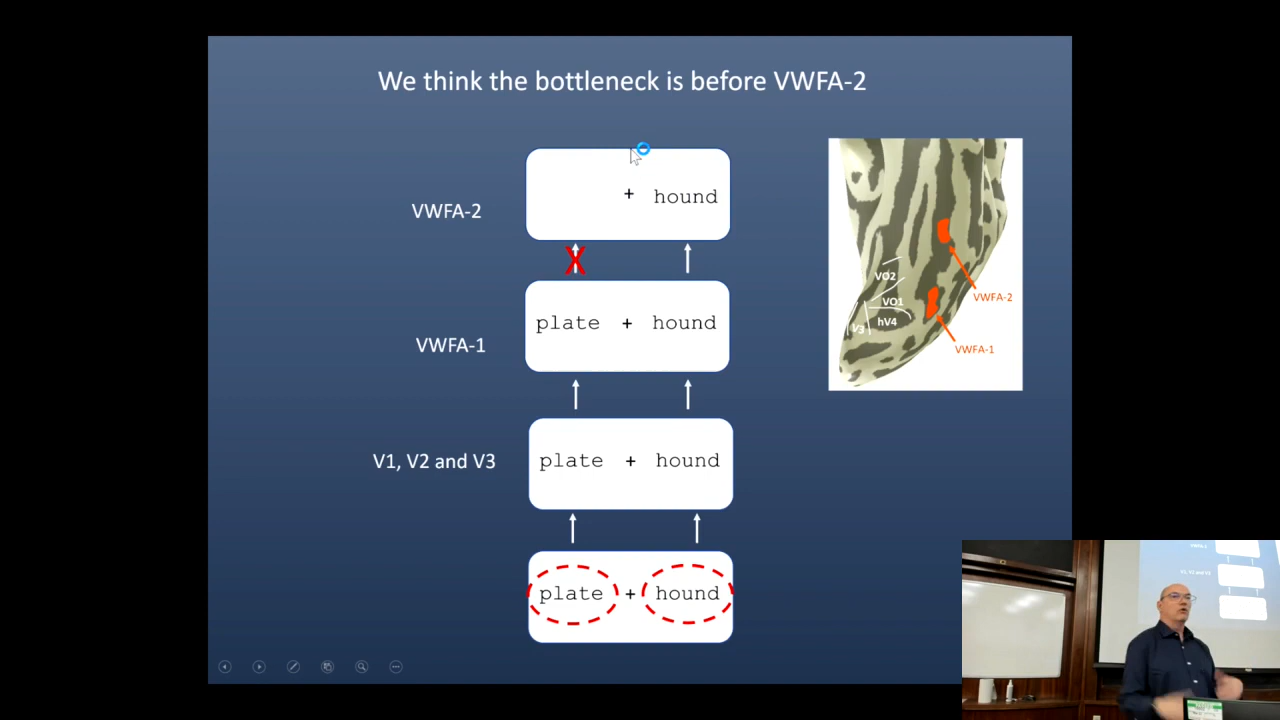 We think the bottleneck is before VWFA-2
VWFA-2
+ hound
X
VWFA-1
plate + hound
V1, V2 and V3
plate + hound
plate + hound
VO2
VO1
hV4
V3
VWFA-2
VWFA-1